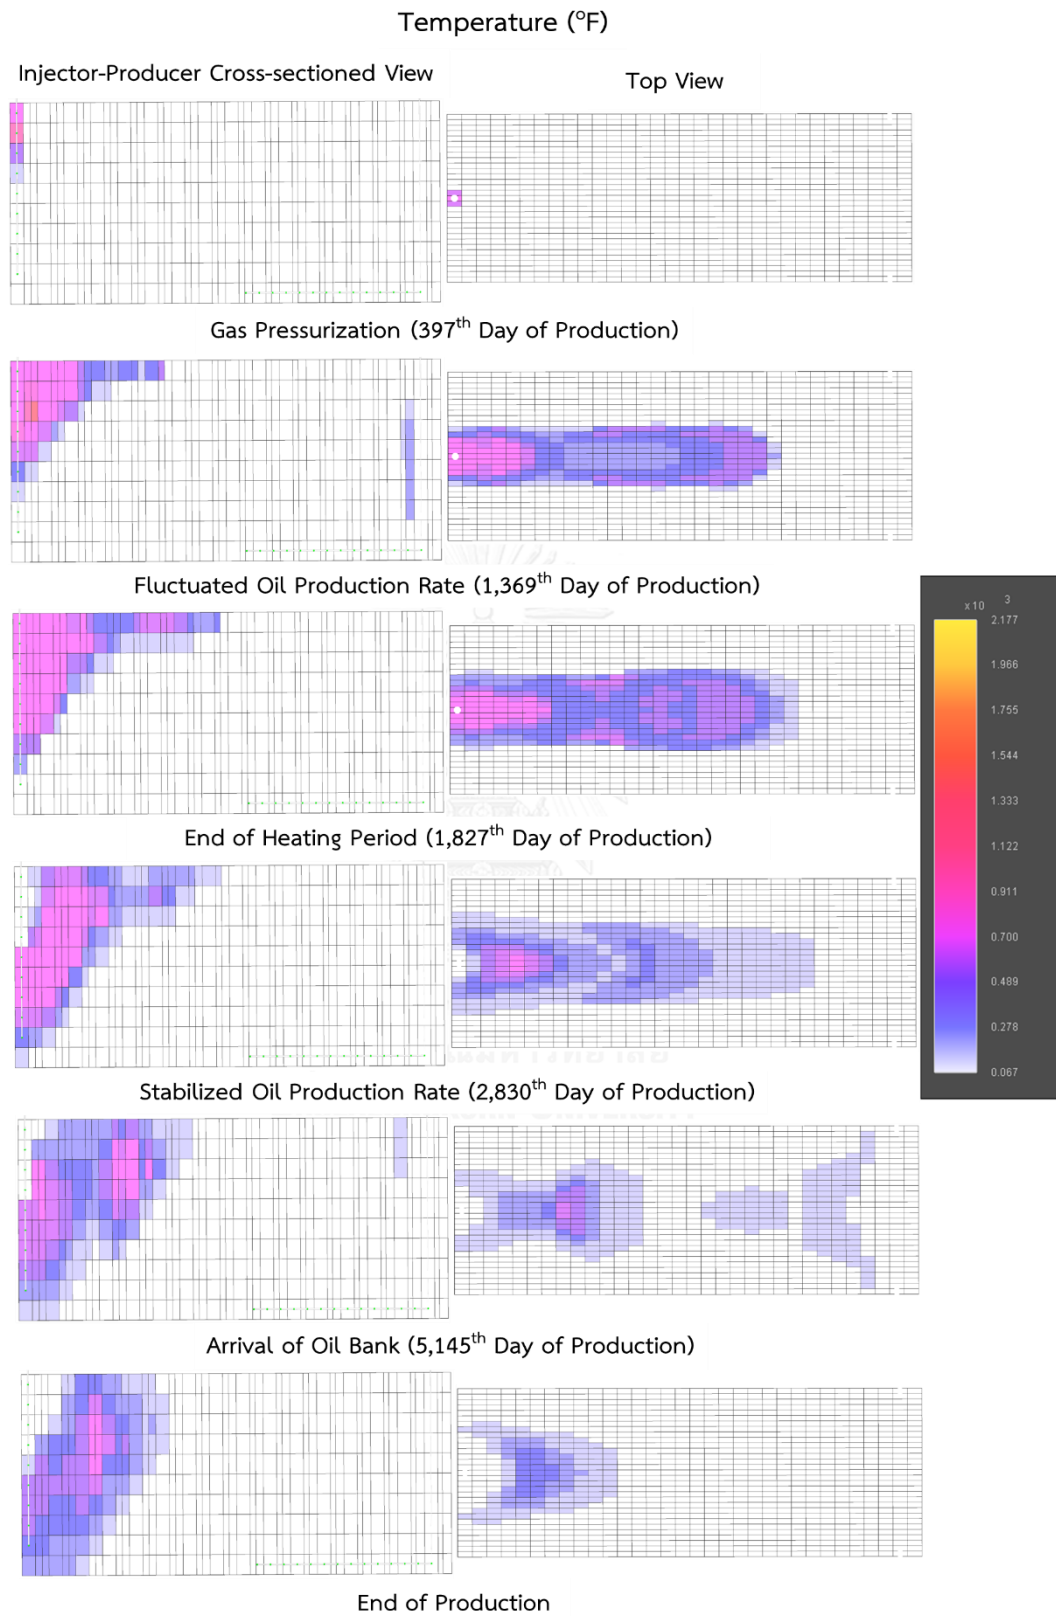 Temperature (°F)
Injector-Producer Cross-sectioned View
Top View
Gas Pressurization (397th Day of Production)
Fluctuated Oil Production Rate (1,369th Day of Production)
x 10 3
2.177
1.966
1.755
1.544
1.333
1.122
0.911
0.700
0.489
0.278
0.067
End of Heating Period (1,827th Day of Production)
Stabilized Oil Production Rate (2,830th Day of Production)
Arrival of Oil Bank (5,145th Day of Production)
End of Production